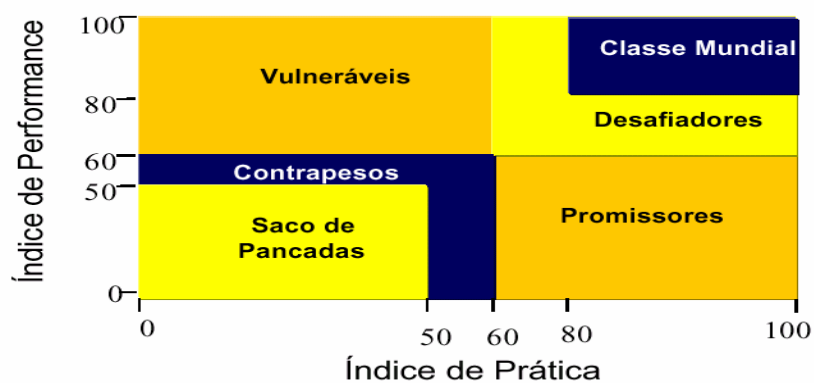 Índice de Performance
100
80
60
50
0
Vulneráveis
Classe Mundial
Desafiadores
Contrapesos
Saco de
Pancadas
Promissores
0
50
60
80
100
Índice de Prática